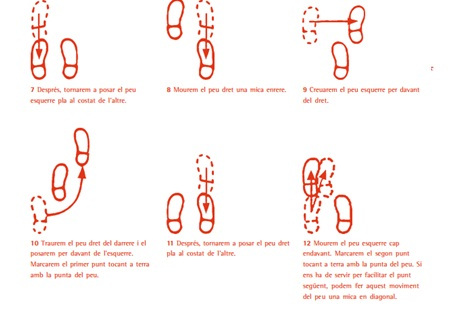 7 Després, tornarem a posar el peu
esquerre pla al costat de l'altre.
8 Mourem el peu dret una mica enrere.
9 Creuarem el peu esquerre per davant
del dret.
t
10 Traurem el peu dret del darrere i el
posarem per davant de l'esquerre.
Marcarem el primer punt tocant a terra
amb la punta del peu.
11 Després, tornarem a posar el peu dret
pla al costat de l'altre.
12 Mourem el peu esquerre cap
endavant. Marcarem el segon punt
tocant a terra amb la punta del peu. Si
ens ha de servir per facilitar el punt
següent, podem fer aquest moviment
del peu una mica en diagonal.